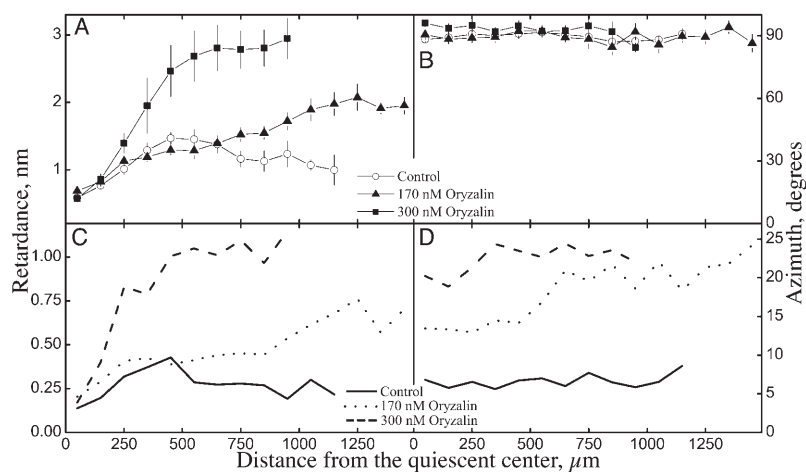 A
B
3
2
1
90
60
30
0
Control
170 nM Oryzalin
300 nM Oryzalin
Retardance, nm
Azimuth, degrees
C
D
1.00
0.75
0.50
0.25
0.00
25
20
15
10
5
0
Control
170 nM Oryzalin
300 nM Oryzalin
0 250 500 750 1000 1250 0 250 500 750 1000 1250
Distance from the quiescent center, µm